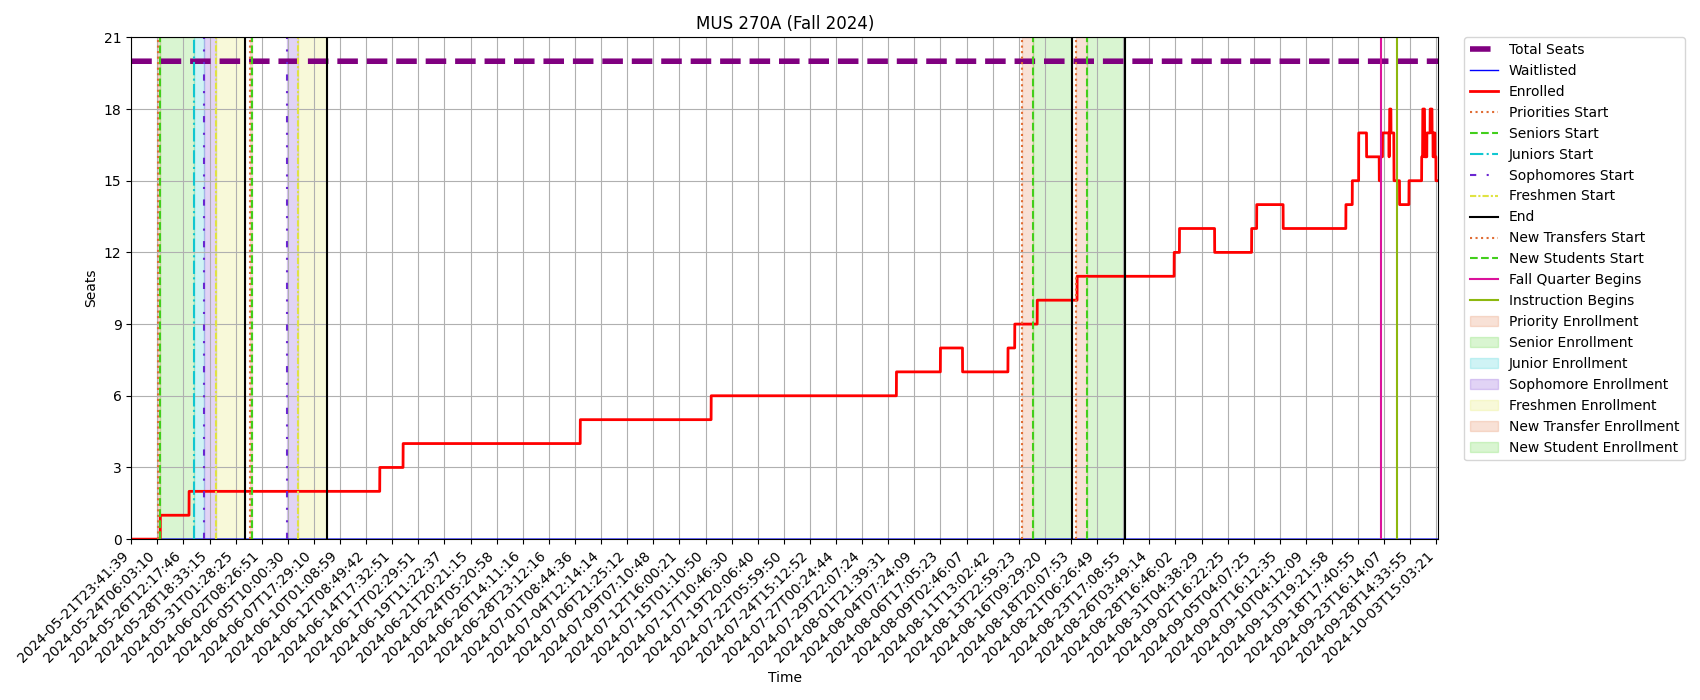 MUS 270A (Fall 2024)
21
18
15
12
9
6
3
0
Seats
2024-05-21T23:41:39
2024-05-24T06:03:10
2024-05-26T12:17:46
2024-05-28T18:33:15
2024-05-31T01:28:25
2024-06-02T08:26:51
2024-06-05T10:00:30
2024-06-07T17:29:10
2024-06-10T01:08:59
2024-06-12T08:49:42
2024-06-14T17:32:51
2024-06-17T02:29:51
2024-06-19T11:22:37
2024-06-21T20:21:15
2024-06-24T05:20:58
2024-06-26T14:11:16
2024-06-28T23:12:16
2024-07-01T08:44:36
2024-07-04T12:14:14
2024-07-06T21:25:12
2024-07-09T07:10:48
2024-07-12T16:00:21
2024-07-15T01:10:50
2024-07-17T10:46:30
2024-07-19T20:06:40
2024-07-22T05:59:50
2024-07-24T15:12:52
2024-07-27T00:24:44
2024-07-29T22:07:24
2024-08-01T21:39:31
2024-08-04T07:24:09
2024-08-06T17:05:23
2024-08-09T02:46:07
2024-08-11T13:02:42
2024-08-13T22:59:23
2024-08-16T09:29:20
2024-08-18T20:07:53
2024-08-21T06:26:49
2024-08-23T17:08:55
2024-08-26T03:49:14
2024-08-28T16:46:02
2024-08-31T04:38:29
2024-09-02T16:22:25
2024-09-05T04:07:25
2024-09-07T16:12:35
2024-09-10T04:12:09
2024-09-13T19:21:58
2024-09-18T17:40:55
2024-09-23T16:14:07
2024-09-28T14:33:55
2024-10-03T15:03:21
Time
Total Seats
Waitlisted
Enrolled
Priorities Start
Seniors Start
Juniors Start
Sophomores Start
Freshmen Start
End
New Transfers Start
New Students Start
Fall Quarter Begins
Instruction Begins
Priority Enrollment
Senior Enrollment
Junior Enrollment
Sophomore Enrollment
Freshmen Enrollment
New Transfer Enrollment
New Student Enrollment